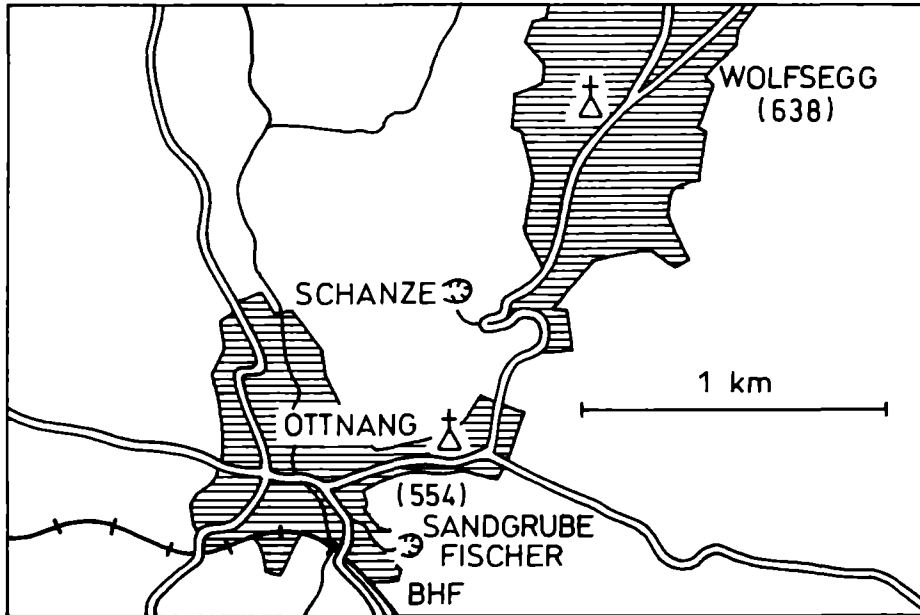 WOLFSEGG
(638)
SCHANZE
1 km
OTTNANG
(554)
SANDGRUBE
FISCHER
BHF